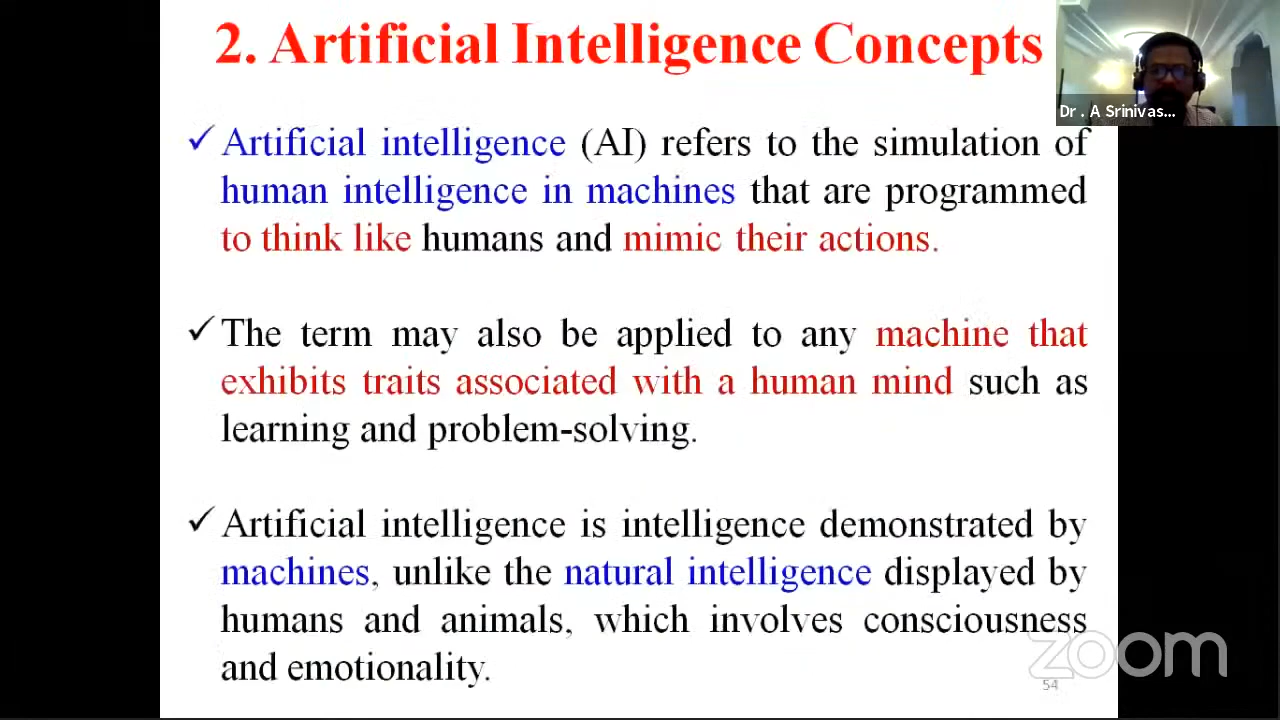 2. Artificial Intelligence Concepts
Dr . A Srinivas...
✓ Artificial intelligence (AI) refers to the simulation of
human intelligence in machines that are programmed
to think like humans and mimic their actions.
✓ The term may also be applied to any machine that
exhibits traits associated with a human mind such as
learning and problem-solving.
✓ Artificial intelligence is intelligence demonstrated by
machines, unlike the natural intelligence displayed by
humans and animals, which involves consciousness
and emotionality.
zoom
54